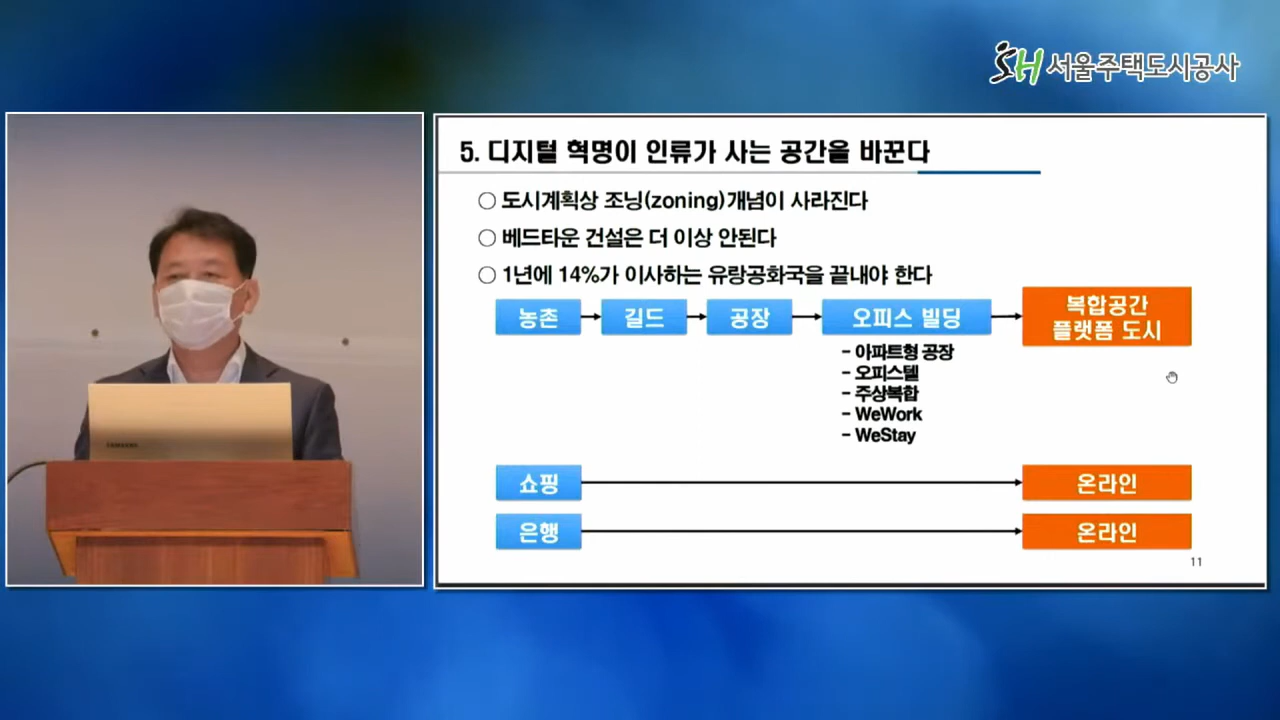 SH 서울주택도시공사
5. 디지털 혁명이 인류가 사는 공간을 바꾼다
○ 도시계획상 조닝(zoning)개념이 사라진다
○ 베드타운 건설은 더 이상 안된다
○ 1년에 14%가 이사하는 유랑공화국을 끝내야 한다
농촌 길드 공장 오피스 빌딩 복합공간
플랫폼 도시
- 아파트형 공장
- 오피스텔
- 주상복합
- WeWork
- WeStay
쇼핑 온라인
은행 온라인
11
SAMSUNG